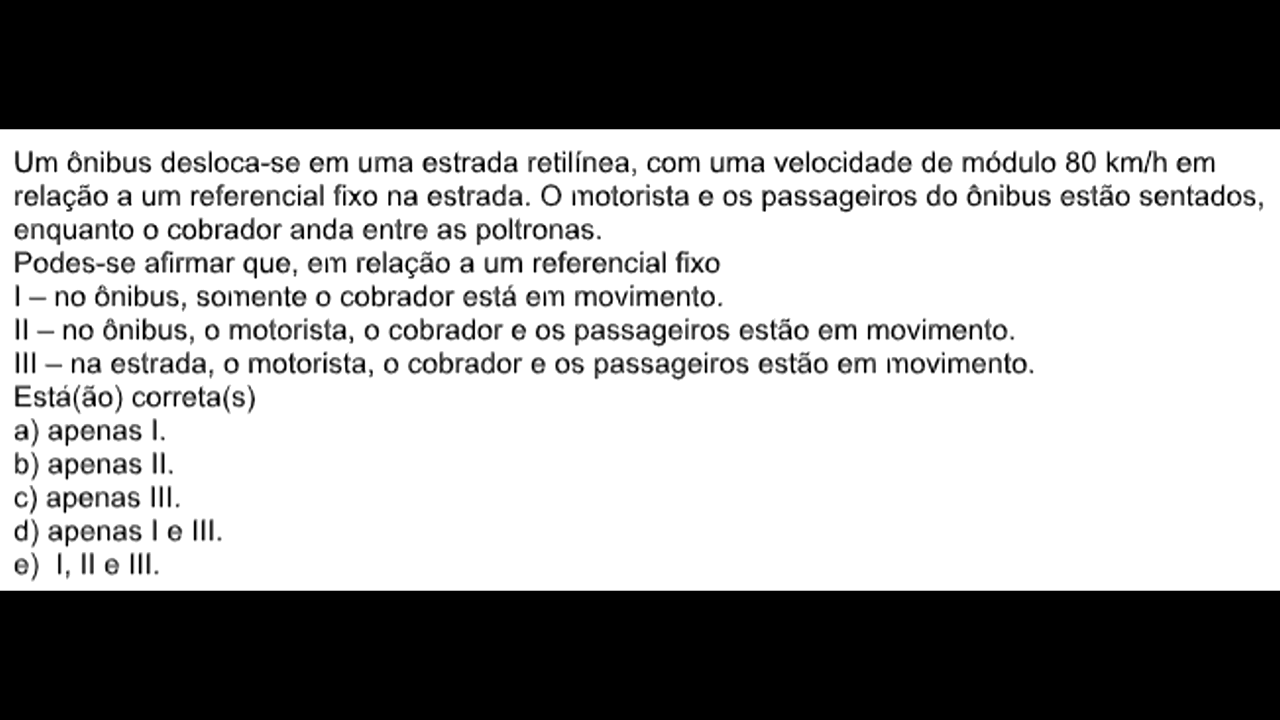 Um ônibus desloca-se em uma estrada retilínea, com uma velocidade de módulo 80 km/h em
relação a um referencial fixo na estrada. O motorista e os passageiros do ônibus estão sentados,
enquanto o cobrador anda entre as poltronas.
Podes-se afirmar que, em relação a um referencial fixo
I – no ônibus, somente o cobrador está em movimento.
II – no ônibus, o motorista, o cobrador e os passageiros estão em movimento.
III – na estrada, o motorista, o cobrador e os passageiros estão em movimento.
Está(ão) correta(s)
a) apenas I.
b) apenas II.
c) apenas III.
d) apenas I e III.
e) I, II e III.